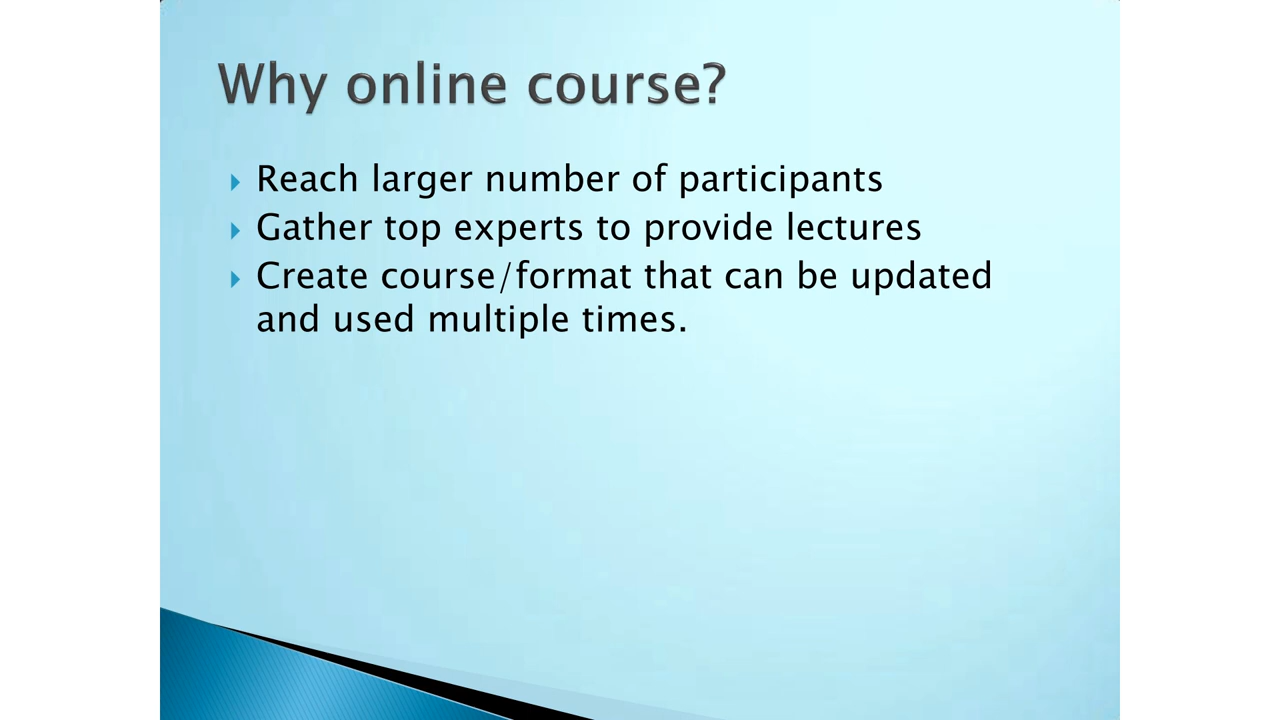 Why online course?
Reach larger number of participants
Gather top experts to provide lectures
Create course/format that can be updated
and used multiple times.